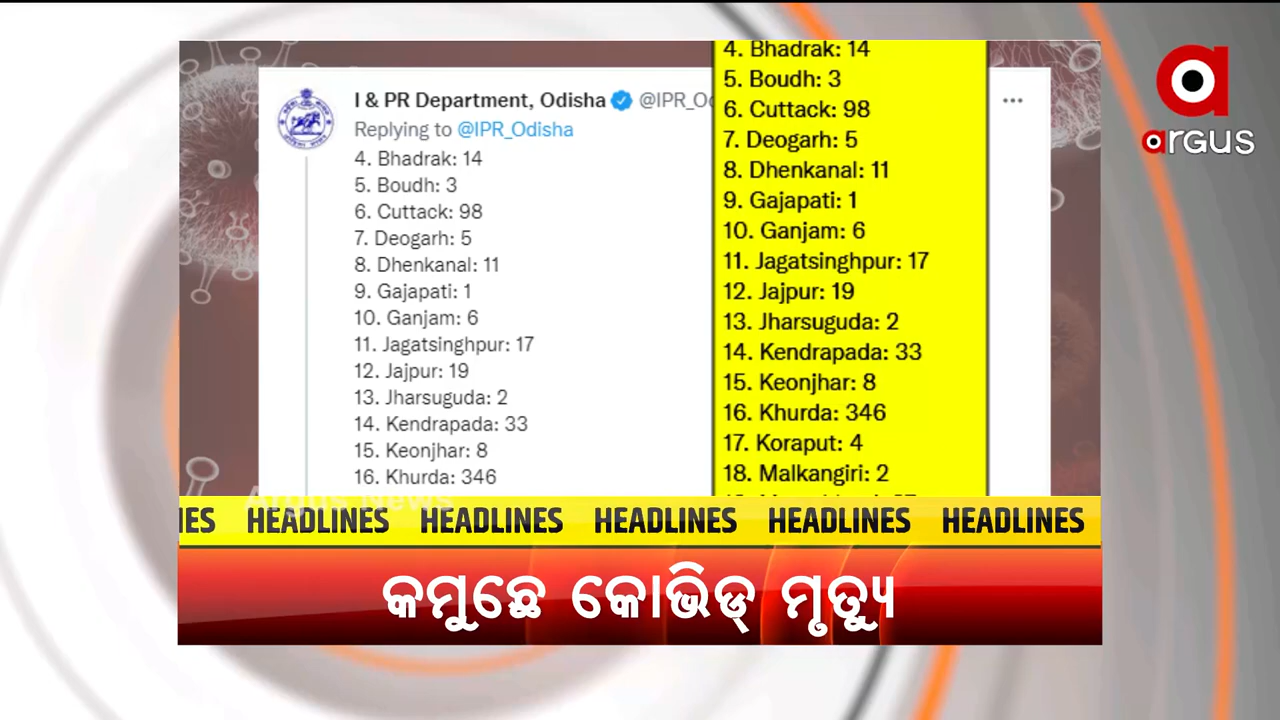 I & PR Department, Odisha @IPR_O
Replying to @IPR_Odisha
4. Bhadrak: 14
5. Boudh: 3
6. Cuttack: 98
7. Deogarh: 5
8. Dhenkanal: 11
9. Gajapati: 1
10. Ganjam: 6
11. Jagatsinghpur: 17
12. Jajpur: 19
13. Jharsuguda: 2
14. Kendrapada: 33
15. Keonjhar: 8
16. Khurda: 346
4. Bhadrak: 14
5. Boudh: 3
6. Cuttack: 98
7. Deogarh: 5
8. Dhenkanal: 11
9. Gajapati: 1
10. Ganjam: 6
11. Jagatsinghpur: 17
12. Jajpur: 19
13. Jharsuguda: 2
14. Kendrapada: 33
15. Keonjhar: 8
16. Khurda: 346
17. Koraput: 4
18. Malkangiri: 2
argus
Argus News
HEADLINES HEADLINES HEADLINES HEADLINES HEADLINES
କମୁଛେ କୋଭିଡ୍ ମୃତ୍ୟୁ